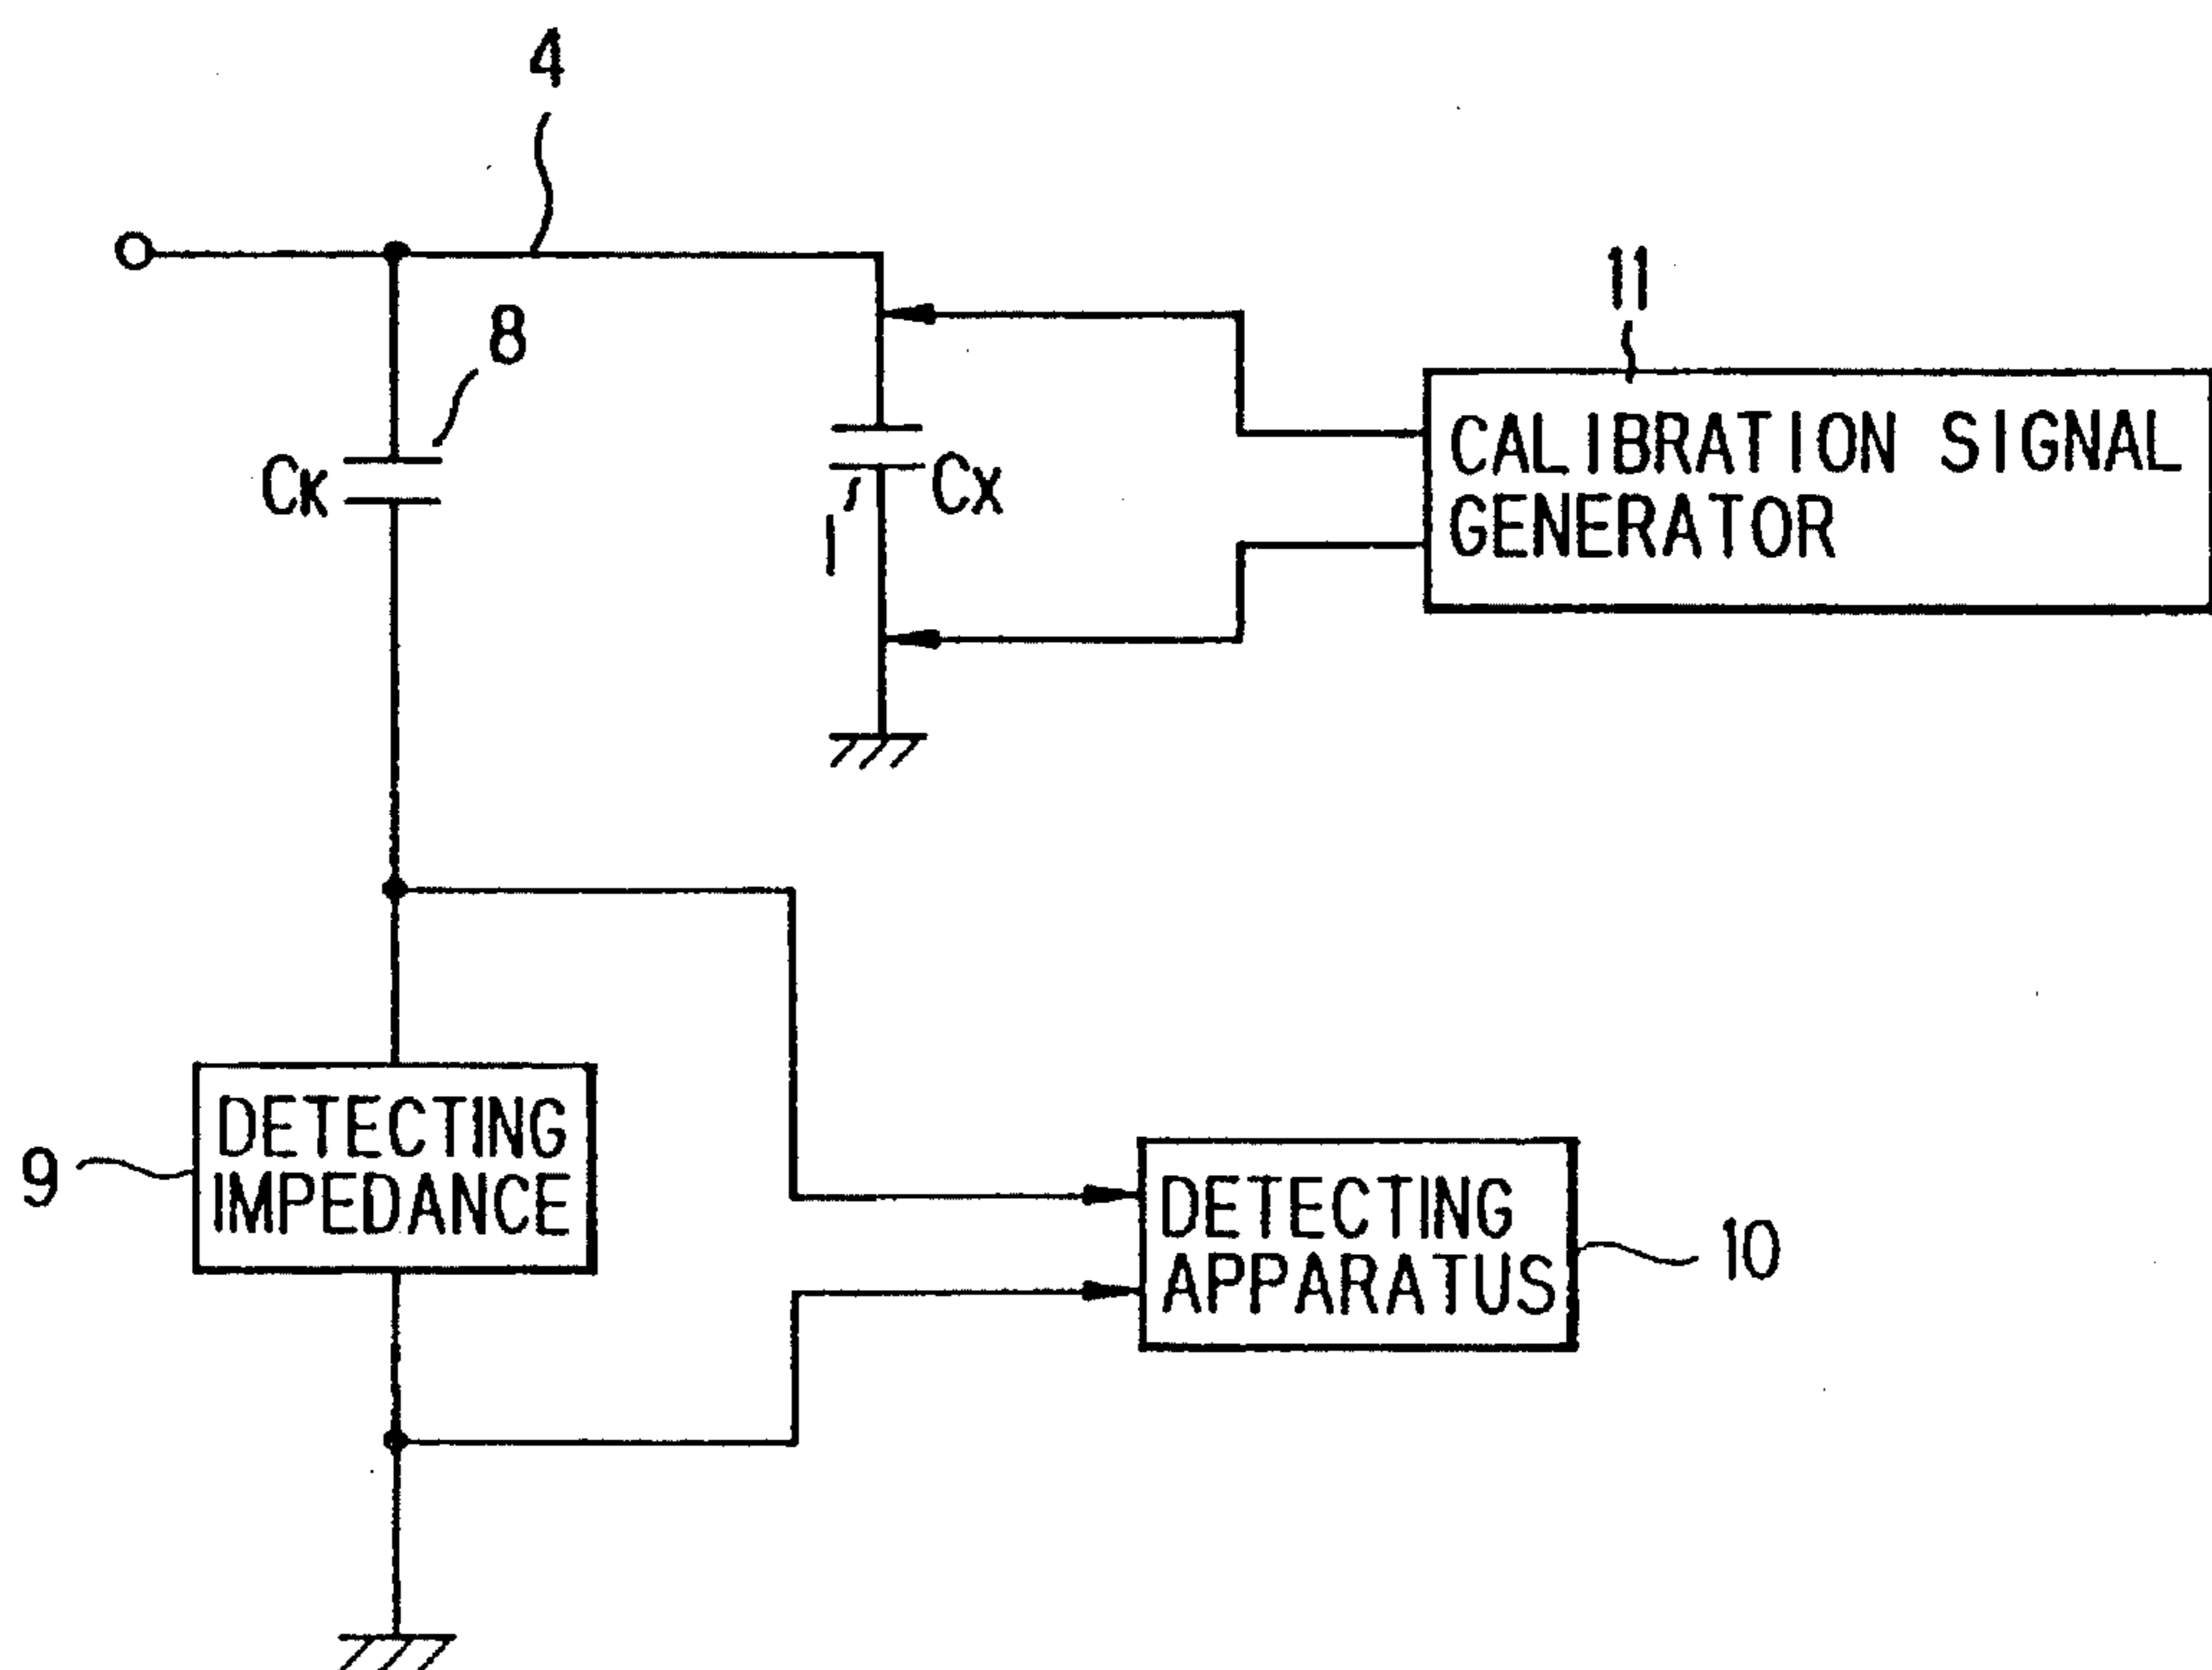 4
11
8
CALIBRATION SIGNAL
GENERATOR
CK
CX
1
DETECTING
IMPEDANCE
9
DETECTING
APPARATUS
10